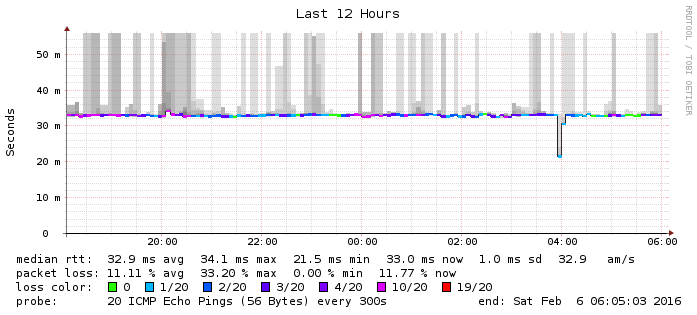 Last 12 Hours
RRDTOOL / TOBI OETIKER
Seconds
50 m
40 m
30 m
20 m
10 m
0
20:00 22:00 00:00 02:00 04:00 06:00
median rtt: 32.9 ms avg 34.1 ms max 21.5 ms min 33.0 ms now 1.0 ms sd 32.9 am/s
packet loss: 11.11 % avg 33.20 % max 0.00 % min 11.77 % now
loss color: 0 1/20 2/20 3/20 4/20 10/20 19/20
probe: 20 ICMP Echo Pings (56 Bytes) every 300s end: Sat Feb 6 06:05:03 2016